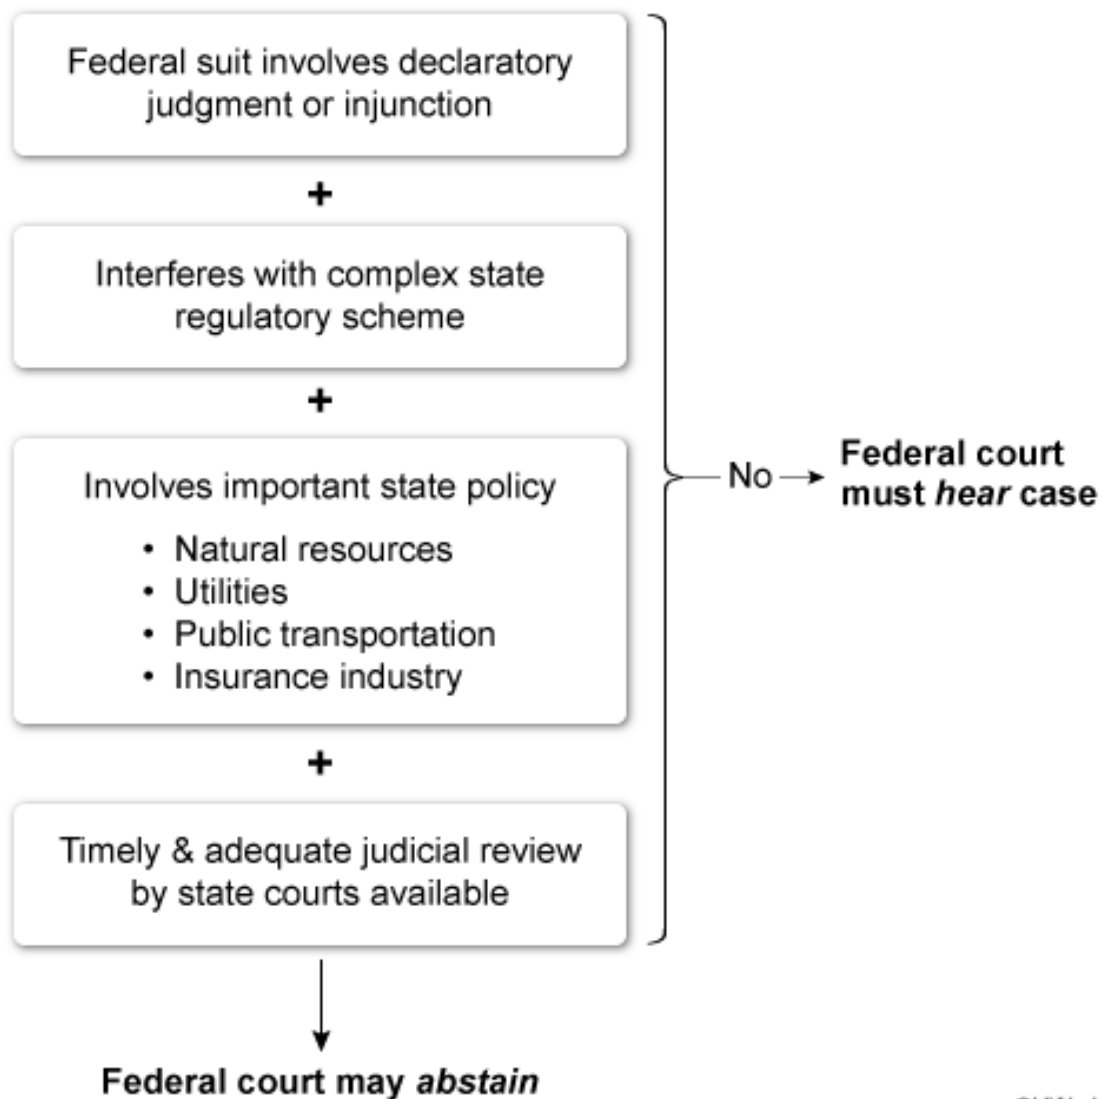 Federal suit involves declaratory
judgment or injunction
+
Interferes with complex state
regulatory scheme
+
Involves important state policy
• Natural resources
• Utilities
• Public transportation
• Insurance industry
+
Timely & adequate judicial review
by state courts available
No
Federal court
must hear case
Federal court may abstain